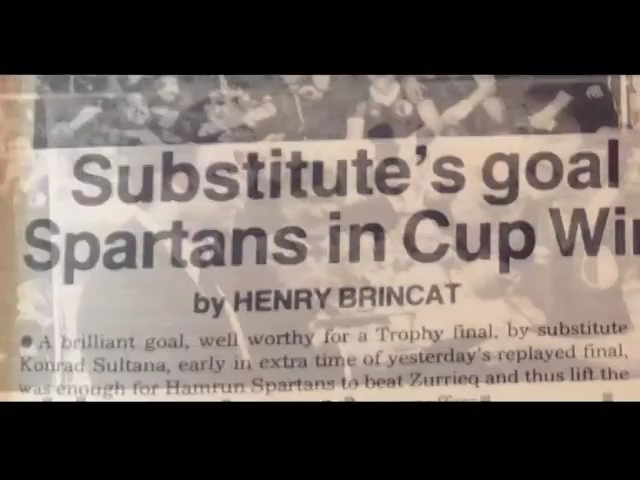 Substitute's goal
Spartans in Cup Wi
by HENRY BRINCAT
● A brilliant goal, well worthy for a Trophy final, by substitute
Konrad Sultana, early in extra time of yesterday's replayed final,
was enough for Hamrun Spartans to beat Zurrieq and thus lift the